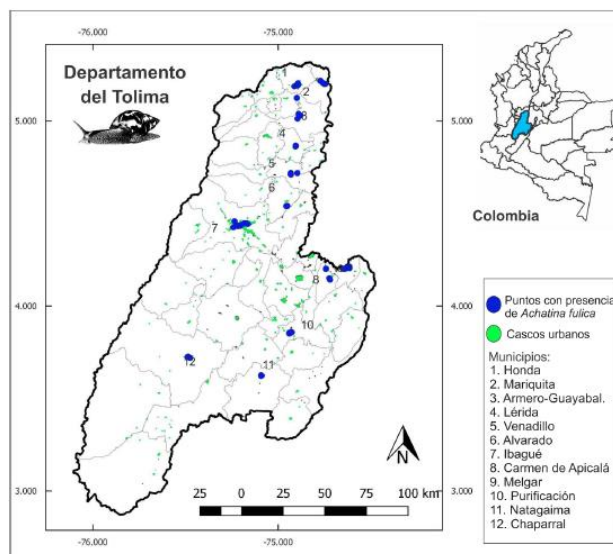 -76.000
-75.000
Departamento
del Tolima
5.000
5.000
4.000
4.000
3.000
3.000
1
2
3
4
5
6
7
8
10
11
12
N
25
0
25
50
75
100 km
-76.000
-75.000
Colombia
Puntos con presencia
de Achatina fulica
Cascos urbanos
Municipios:
1. Honda
2. Mariquita
3. Armero-Guayabal.
4. Lérida
5. Venadillo
6. Alvarado
7. Ibagué
8. Carmen de Apicalá
9. Melgar
10. Purificación
11. Natagaima
12. Chaparral